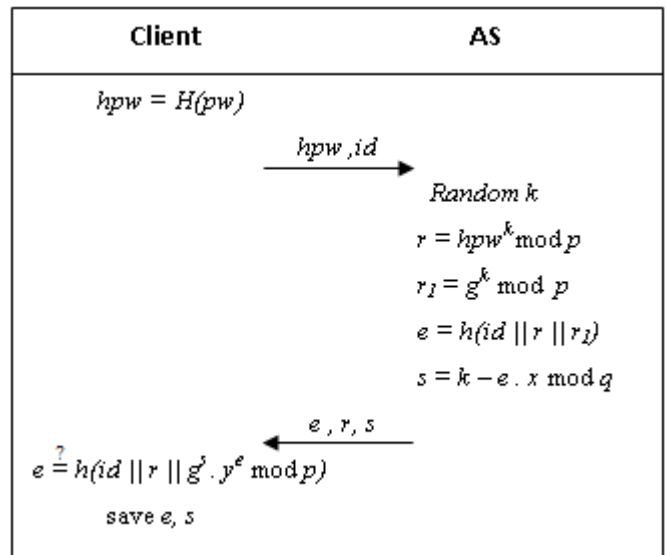 Client AS
hpw = H(pw)
hpw ,id
Random k
r = hpw^k mod p
r₁ = g^k mod p
e = h(id || r || r₁)
s = k – e . x mod q
e , r, s
e ≟ h(id || r || g^s . y^e mod p)
save e, s